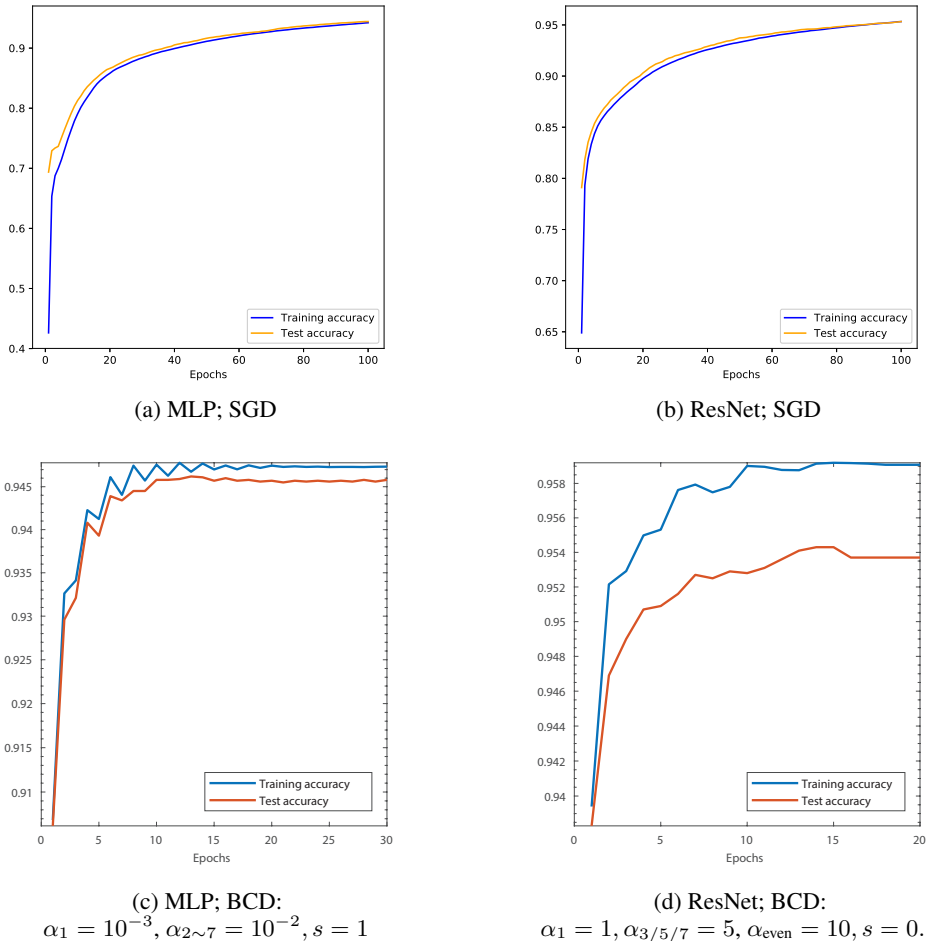 0.9
0.8
0.7
0.6
0.5
0.4
0 20 40 60 80 100
Epochs
Training accuracy
Test accuracy
(a) MLP; SGD
0.95
0.90
0.85
0.80
0.75
0.70
0.65
0 20 40 60 80 100
Epochs
Training accuracy
Test accuracy
(b) ResNet; SGD
0.945
0.94
0.935
0.93
0.925
0.92
0.915
0.91
0 5 10 15 20 25 30
Epochs
Training accuracy
Test accuracy
(c) MLP; BCD:
α₁ = 10⁻³, α₂∼₇ = 10⁻², s = 1
0.958
0.956
0.954
0.952
0.95
0.948
0.946
0.944
0.942
0.94
0 5 10 15 20
Epochs
Training accuracy
Test accuracy
(d) ResNet; BCD:
α₁ = 1, α₃/₅/₇ = 5, α_even = 10, s = 0.